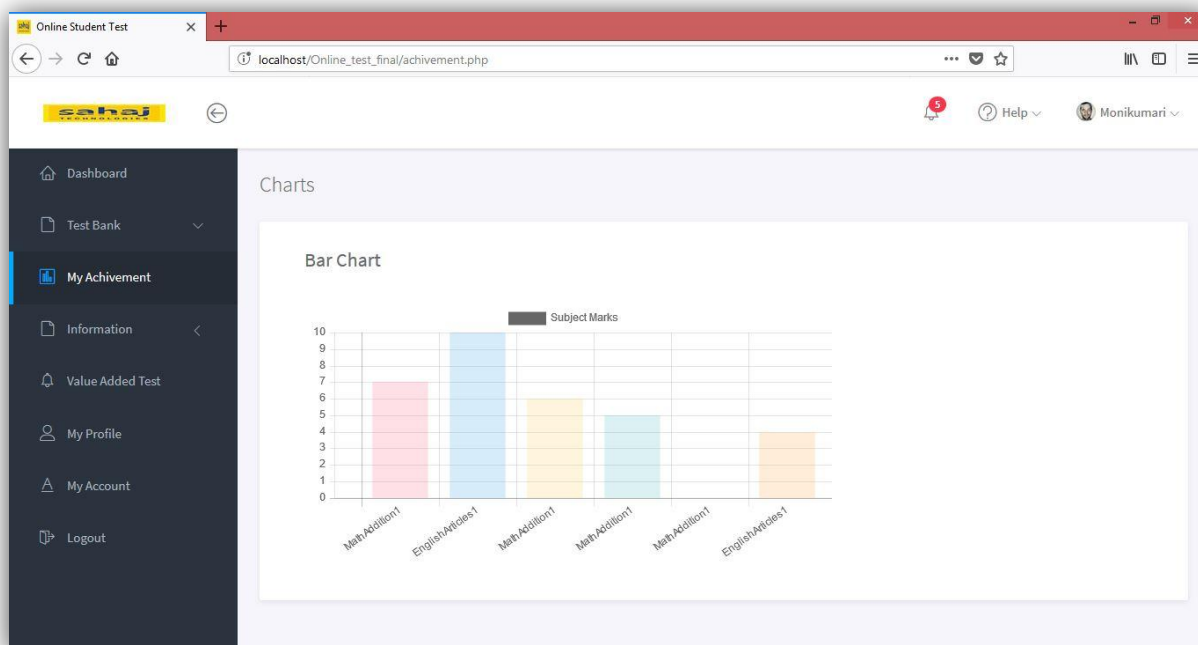 Online Student Test
localhost/Online_test_final/achivement.php
sahaj
TECHNOLOGIES
5
Help
Monikumari
Dashboard
Test Bank
My Achivement
Information
Value Added Test
My Profile
My Account
Logout
Charts
Bar Chart
Subject Marks
10
9
8
7
6
5
4
3
2
1
0
MathAddition1
EnglishArticles1
MathAddition1
MathAddition1
MathAddition1
EnglishArticles1